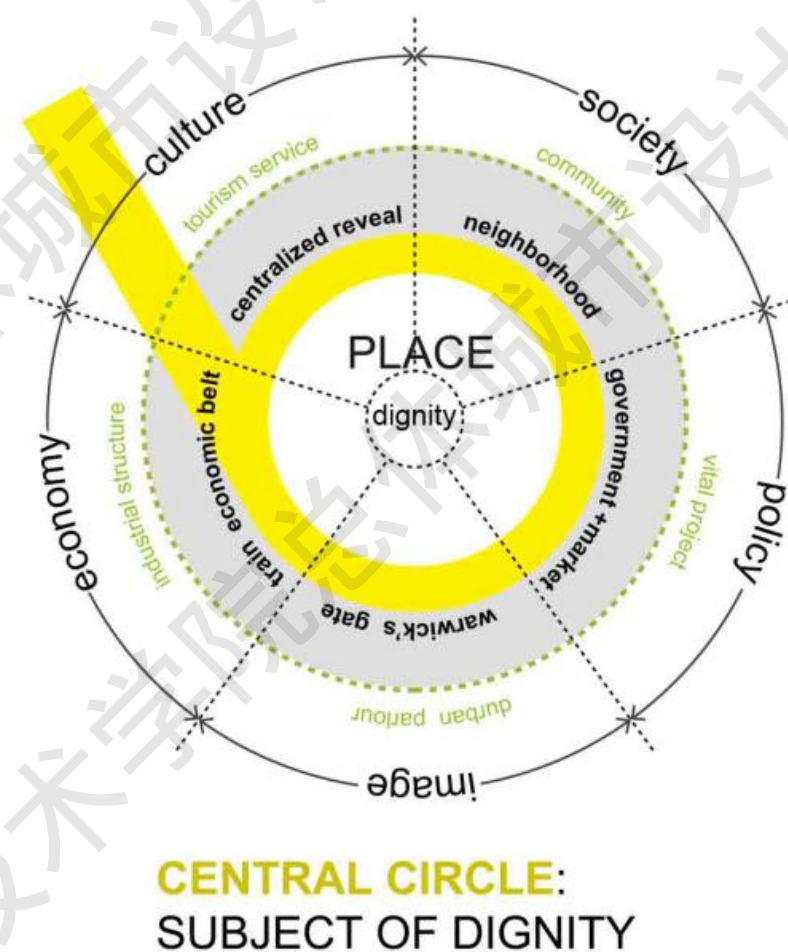 culture
society
tourism service
community
centralized reveal
neighborhood
PLACE
dignity
economy
industrial structure
train economic belt
government +market
vital project
policy
warwick's gate
durban parlour
image
CENTRAL CIRCLE:
SUBJECT OF DIGNITY